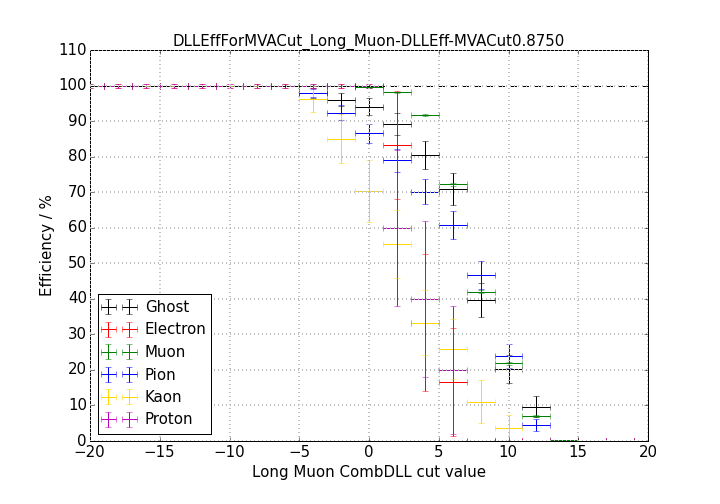 DLLEffForMVACut_Long_Muon-DLLEff-MVACut0.8750
110
100
90
80
70
60
50
40
30
20
10
0
Efficiency / %
Ghost
Electron
Muon
Pion
Kaon
Proton
−20 −15 −10 −5 0 5 10 15 20
Long Muon CombDLL cut value